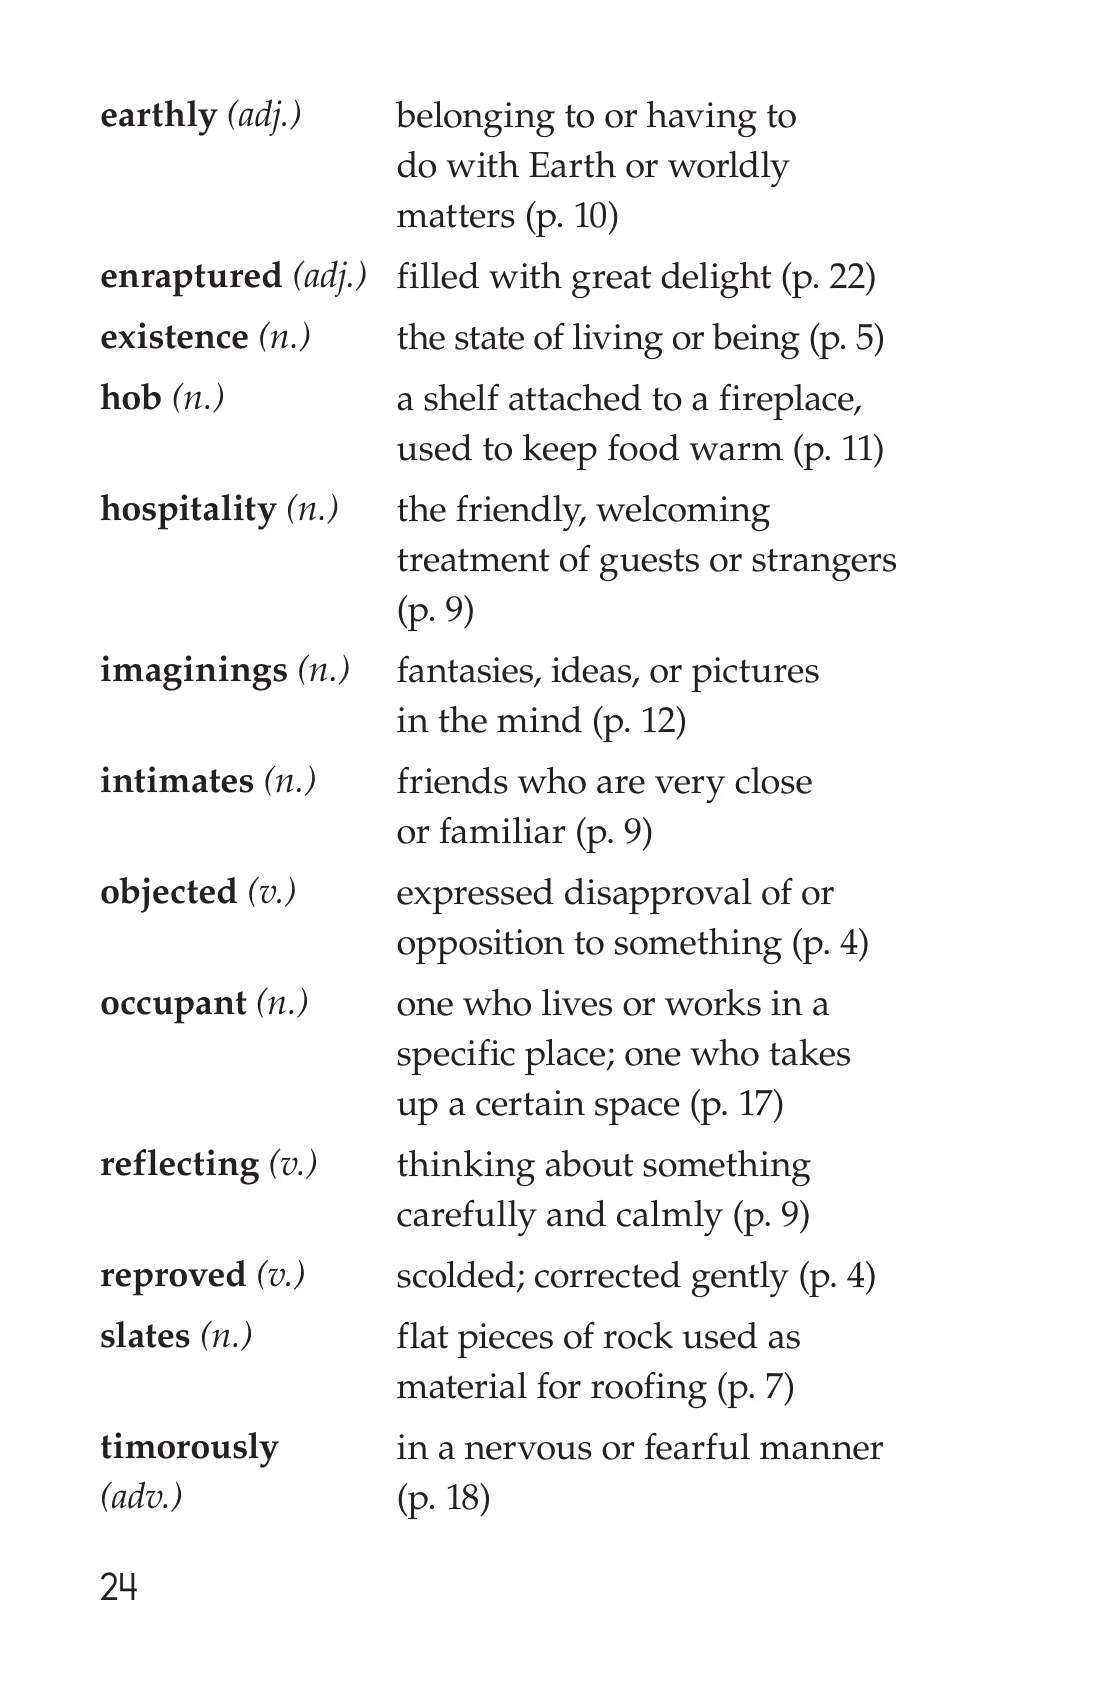 earthly (adj.) belonging to or having to
do with Earth or worldly
matters (p. 10)
enraptured (adj.) filled with great delight (p. 22)
existence (n.) the state of living or being (p. 5)
hob (n.) a shelf attached to a fireplace,
used to keep food warm (p. 11)
hospitality (n.) the friendly, welcoming
treatment of guests or strangers
(p. 9)
imaginings (n.) fantasies, ideas, or pictures
in the mind (p. 12)
intimates (n.) friends who are very close
or familiar (p. 9)
objected (v.) expressed disapproval of or
opposition to something (p. 4)
occupant (n.) one who lives or works in a
specific place; one who takes
up a certain space (p. 17)
reflecting (v.) thinking about something
carefully and calmly (p. 9)
reproved (v.) scolded; corrected gently (p. 4)
slates (n.) flat pieces of rock used as
material for roofing (p. 7)
timorously in a nervous or fearful manner
(adv.) (p. 18)
24